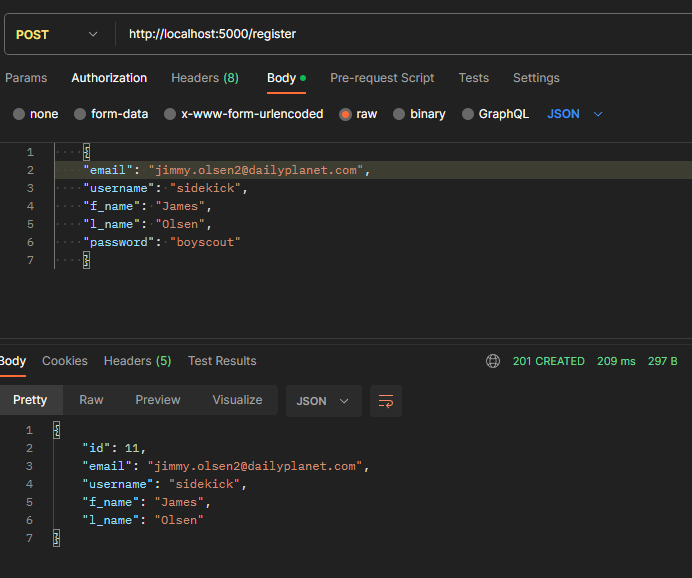 POST http://localhost:5000/register
Params Authorization Headers (8) Body Pre-request Script Tests Settings
none form-data x-www-form-urlencoded raw binary GraphQL JSON
1 {
2 "email": "jimmy.olsen2@dailyplanet.com",
3 "username": "sidekick",
4 "f_name": "James",
5 "l_name": "Olsen",
6 "password": "boyscout"
7 }
Body Cookies Headers (5) Test Results 201 CREATED 209 ms 297 B
Pretty Raw Preview Visualize JSON
1 {
2 "id": 11,
3 "email": "jimmy.olsen2@dailyplanet.com",
4 "username": "sidekick",
5 "f_name": "James",
6 "l_name": "Olsen"
7 }